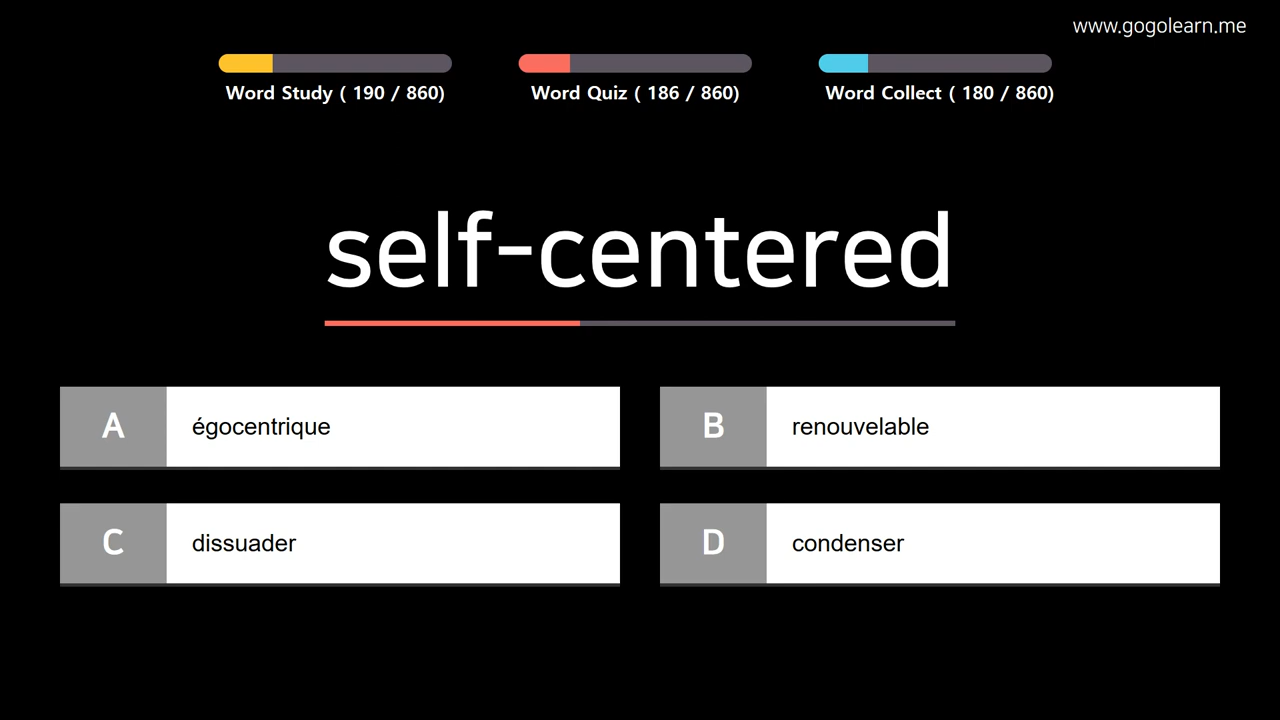 www.gogolearn.me
Word Study ( 190 / 860)
Word Quiz ( 186 / 860)
Word Collect ( 180 / 860)
self-centered
A égocentrique
B renouvelable
C dissuader
D condenser